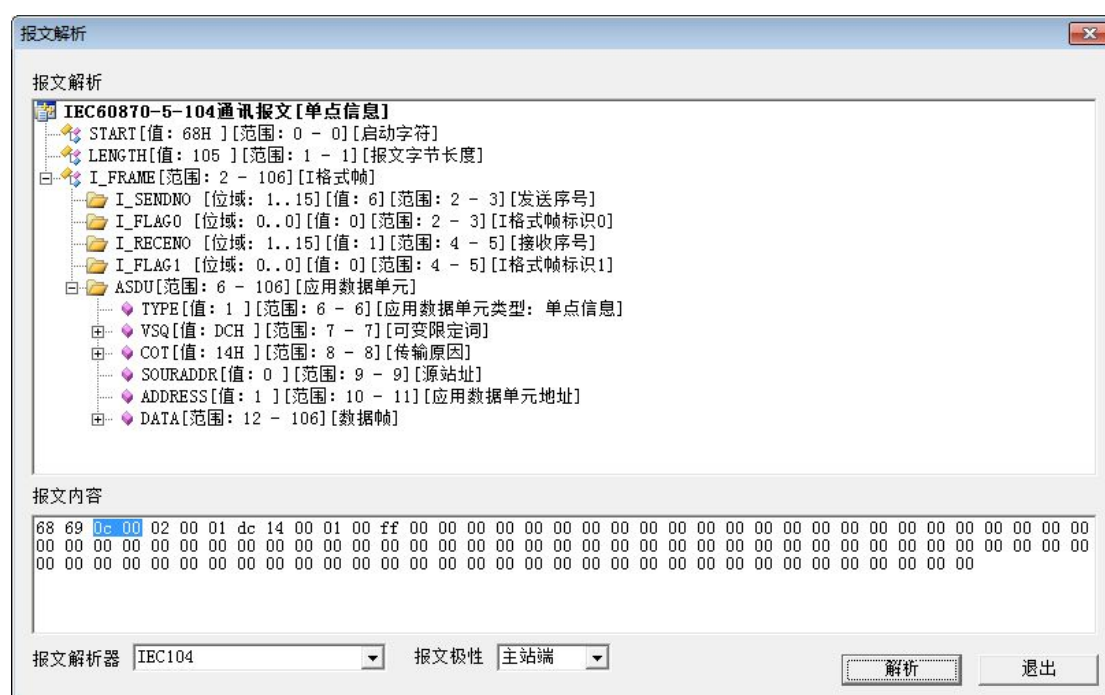 报文解析
报文解析
IEC60870-5-104通讯报文[单点信息]
START[值: 68H ][范围: 0 - 0][启动字符]
LENGTH[值: 105 ][范围: 1 - 1][报文字节长度]
I_FRAME[范围: 2 - 106][I格式帧]
I_SENDNO [位域: 1..15][值: 6][范围: 2 - 3][发送序号]
I_FLAG0 [位域: 0..0][值: 0][范围: 2 - 3][I格式帧标识0]
I_RECENO [位域: 1..15][值: 1][范围: 4 - 5][接收序号]
I_FLAG1 [位域: 0..0][值: 0][范围: 4 - 5][I格式帧标识1]
ASDU[范围: 6 - 106][应用数据单元]
TYPE[值: 1 ][范围: 6 - 6][应用数据单元类型: 单点信息]
VSQ[值: DCH ][范围: 7 - 7][可变限定词]
COT[值: 14H ][范围: 8 - 8][传输原因]
SOURADDR[值: 0 ][范围: 9 - 9][源站址]
ADDRESS[值: 1 ][范围: 10 - 11][应用数据单元地址]
DATA[范围: 12 - 106][数据帧]
报文内容
68 69 0c 00 02 00 01 dc 14 00 01 00 ff 00 00 00 00 00 00 00 00 00 00 00 00 00 00 00 00 00 00 00 00 00 00 00 00
00 00 00 00 00 00 00 00 00 00 00 00 00 00 00 00 00 00 00 00 00 00 00 00 00 00 00 00 00 00 00 00 00 00 00 00 00
00 00 00 00 00 00 00 00 00 00 00 00 00 00 00 00 00 00 00 00 00 00 00 00 00 00 00 00 00 00 00 00 00
报文解析器 IEC104 报文极性 主站端
解析 退出